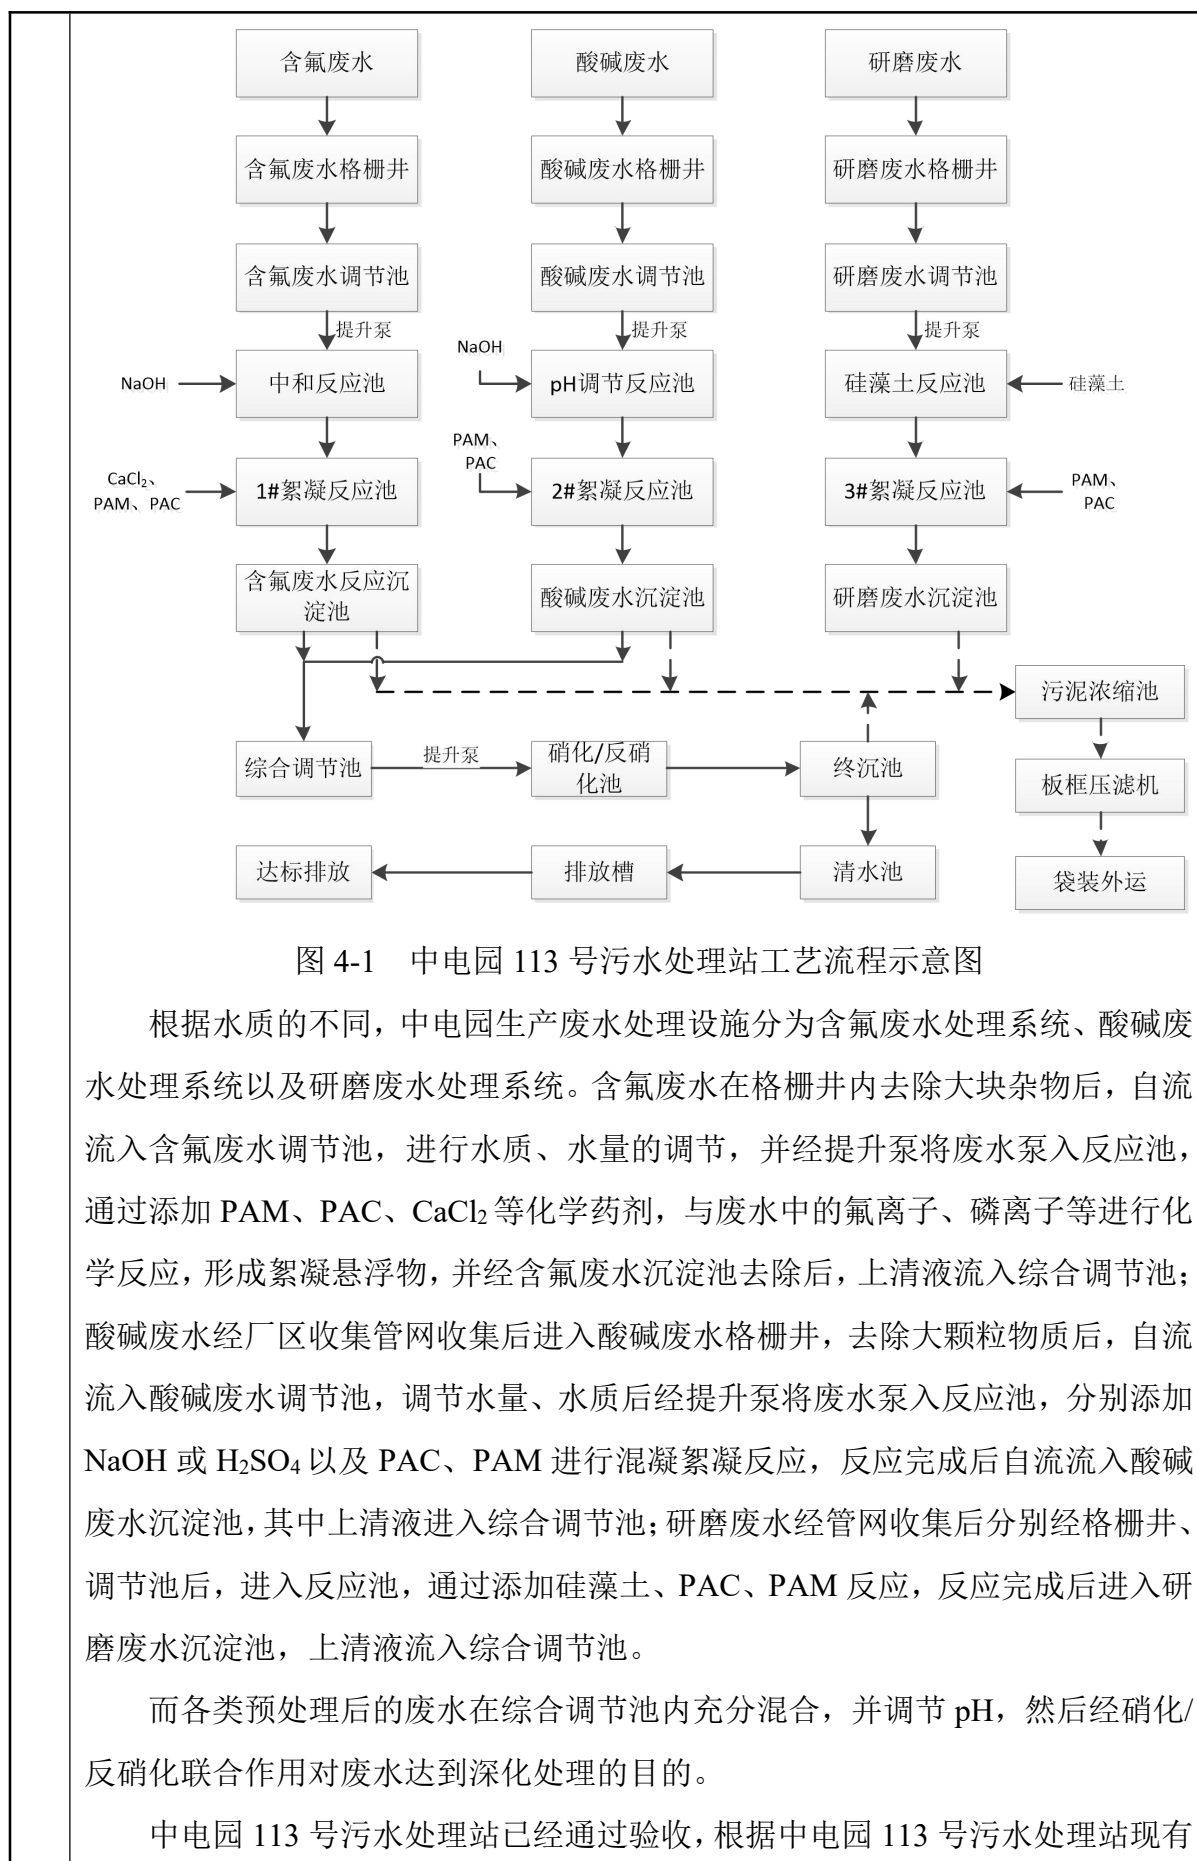 含氟废水
酸碱废水
研磨废水
含氟废水格栅井
酸碱废水格栅井
研磨废水格栅井
含氟废水调节池
酸碱废水调节池
研磨废水调节池
提升泵
提升泵
提升泵
NaOH
中和反应池
NaOH
pH调节反应池
硅藻土反应池
硅藻土
CaCl₂、
PAM、PAC
1#絮凝反应池
PAM、
PAC
2#絮凝反应池
3#絮凝反应池
PAM、
PAC
含氟废水反应沉
淀池
酸碱废水沉淀池
研磨废水沉淀池
污泥浓缩池
综合调节池
提升泵
硝化/反硝
化池
终沉池
板框压滤机
达标排放
排放槽
清水池
袋装外运
图 4-1 中电园 113 号污水处理站工艺流程示意图
根据水质的不同，中电园生产废水处理设施分为含氟废水处理系统、酸碱废
水处理系统以及研磨废水处理系统。含氟废水在格栅井内去除大块杂物后，自流
流入含氟废水调节池，进行水质、水量的调节，并经提升泵将废水泵入反应池，
通过添加 PAM、PAC、CaCl₂ 等化学药剂，与废水中的氟离子、磷离子等进行化
学反应，形成絮凝悬浮物，并经含氟废水沉淀池去除后，上清液流入综合调节池；
酸碱废水经厂区收集管网收集后进入酸碱废水格栅井，去除大颗粒物质后，自流
流入酸碱废水调节池，调节水量、水质后经提升泵将废水泵入反应池，分别添加
NaOH 或 H₂SO₄ 以及 PAC、PAM 进行混凝絮凝反应，反应完成后自流流入酸碱
废水沉淀池，其中上清液进入综合调节池；研磨废水经管网收集后分别经格栅井、
调节池后，进入反应池，通过添加硅藻土、PAC、PAM 反应，反应完成后进入研
磨废水沉淀池，上清液流入综合调节池。
而各类预处理后的废水在综合调节池内充分混合，并调节 pH，然后经硝化/
反硝化联合作用对废水达到深化处理的目的。
中电园 113 号污水处理站已经通过验收，根据中电园 113 号污水处理站现有